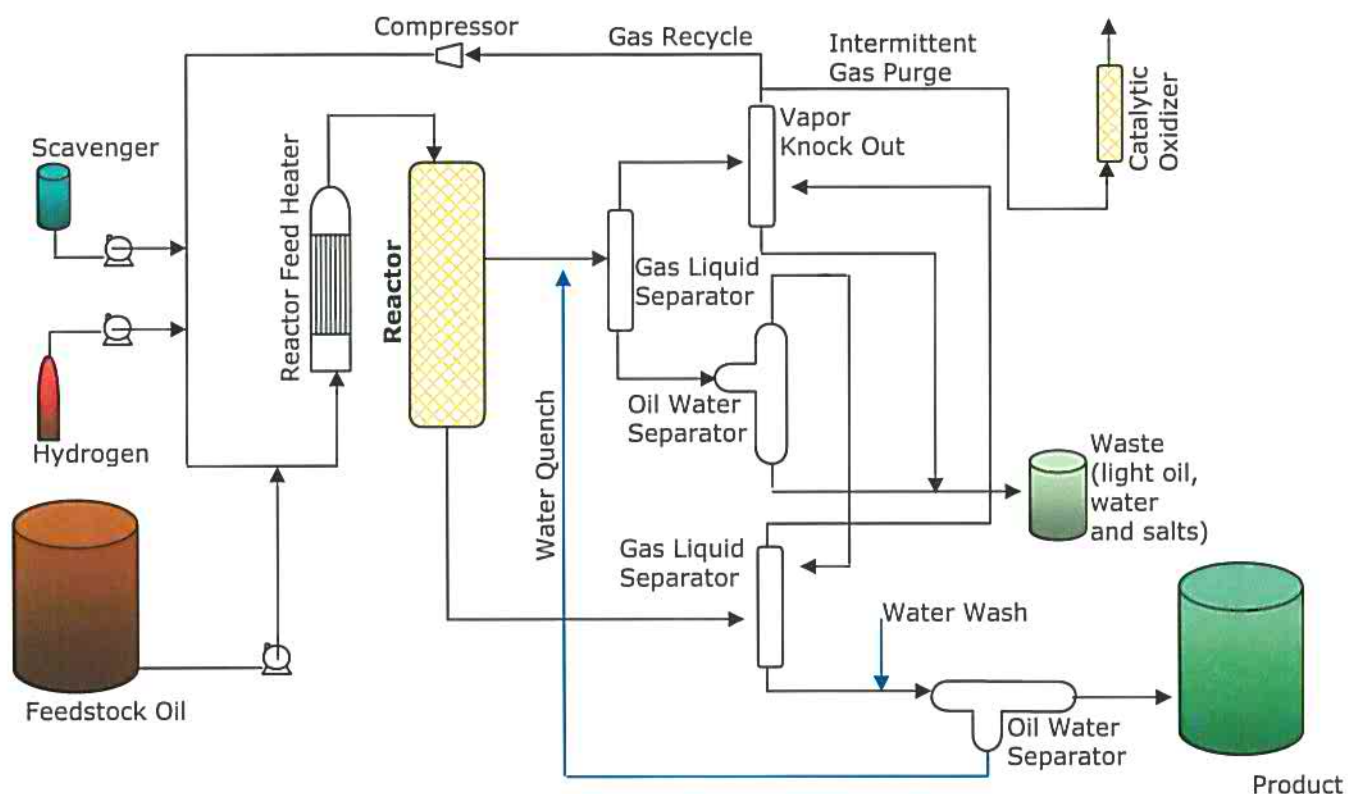 Compressor
Gas Recycle
Intermittent
Gas Purge
Catalytic
Oxidizer
Scavenger
Reactor Feed Heater
Vapor
Knock Out
Reactor
Gas Liquid
Separator
Hydrogen
Oil Water
Separator
Water Quench
Waste
(light oil,
water
and salts)
Gas Liquid
Separator
Water Wash
Feedstock Oil
Oil Water
Separator
Product